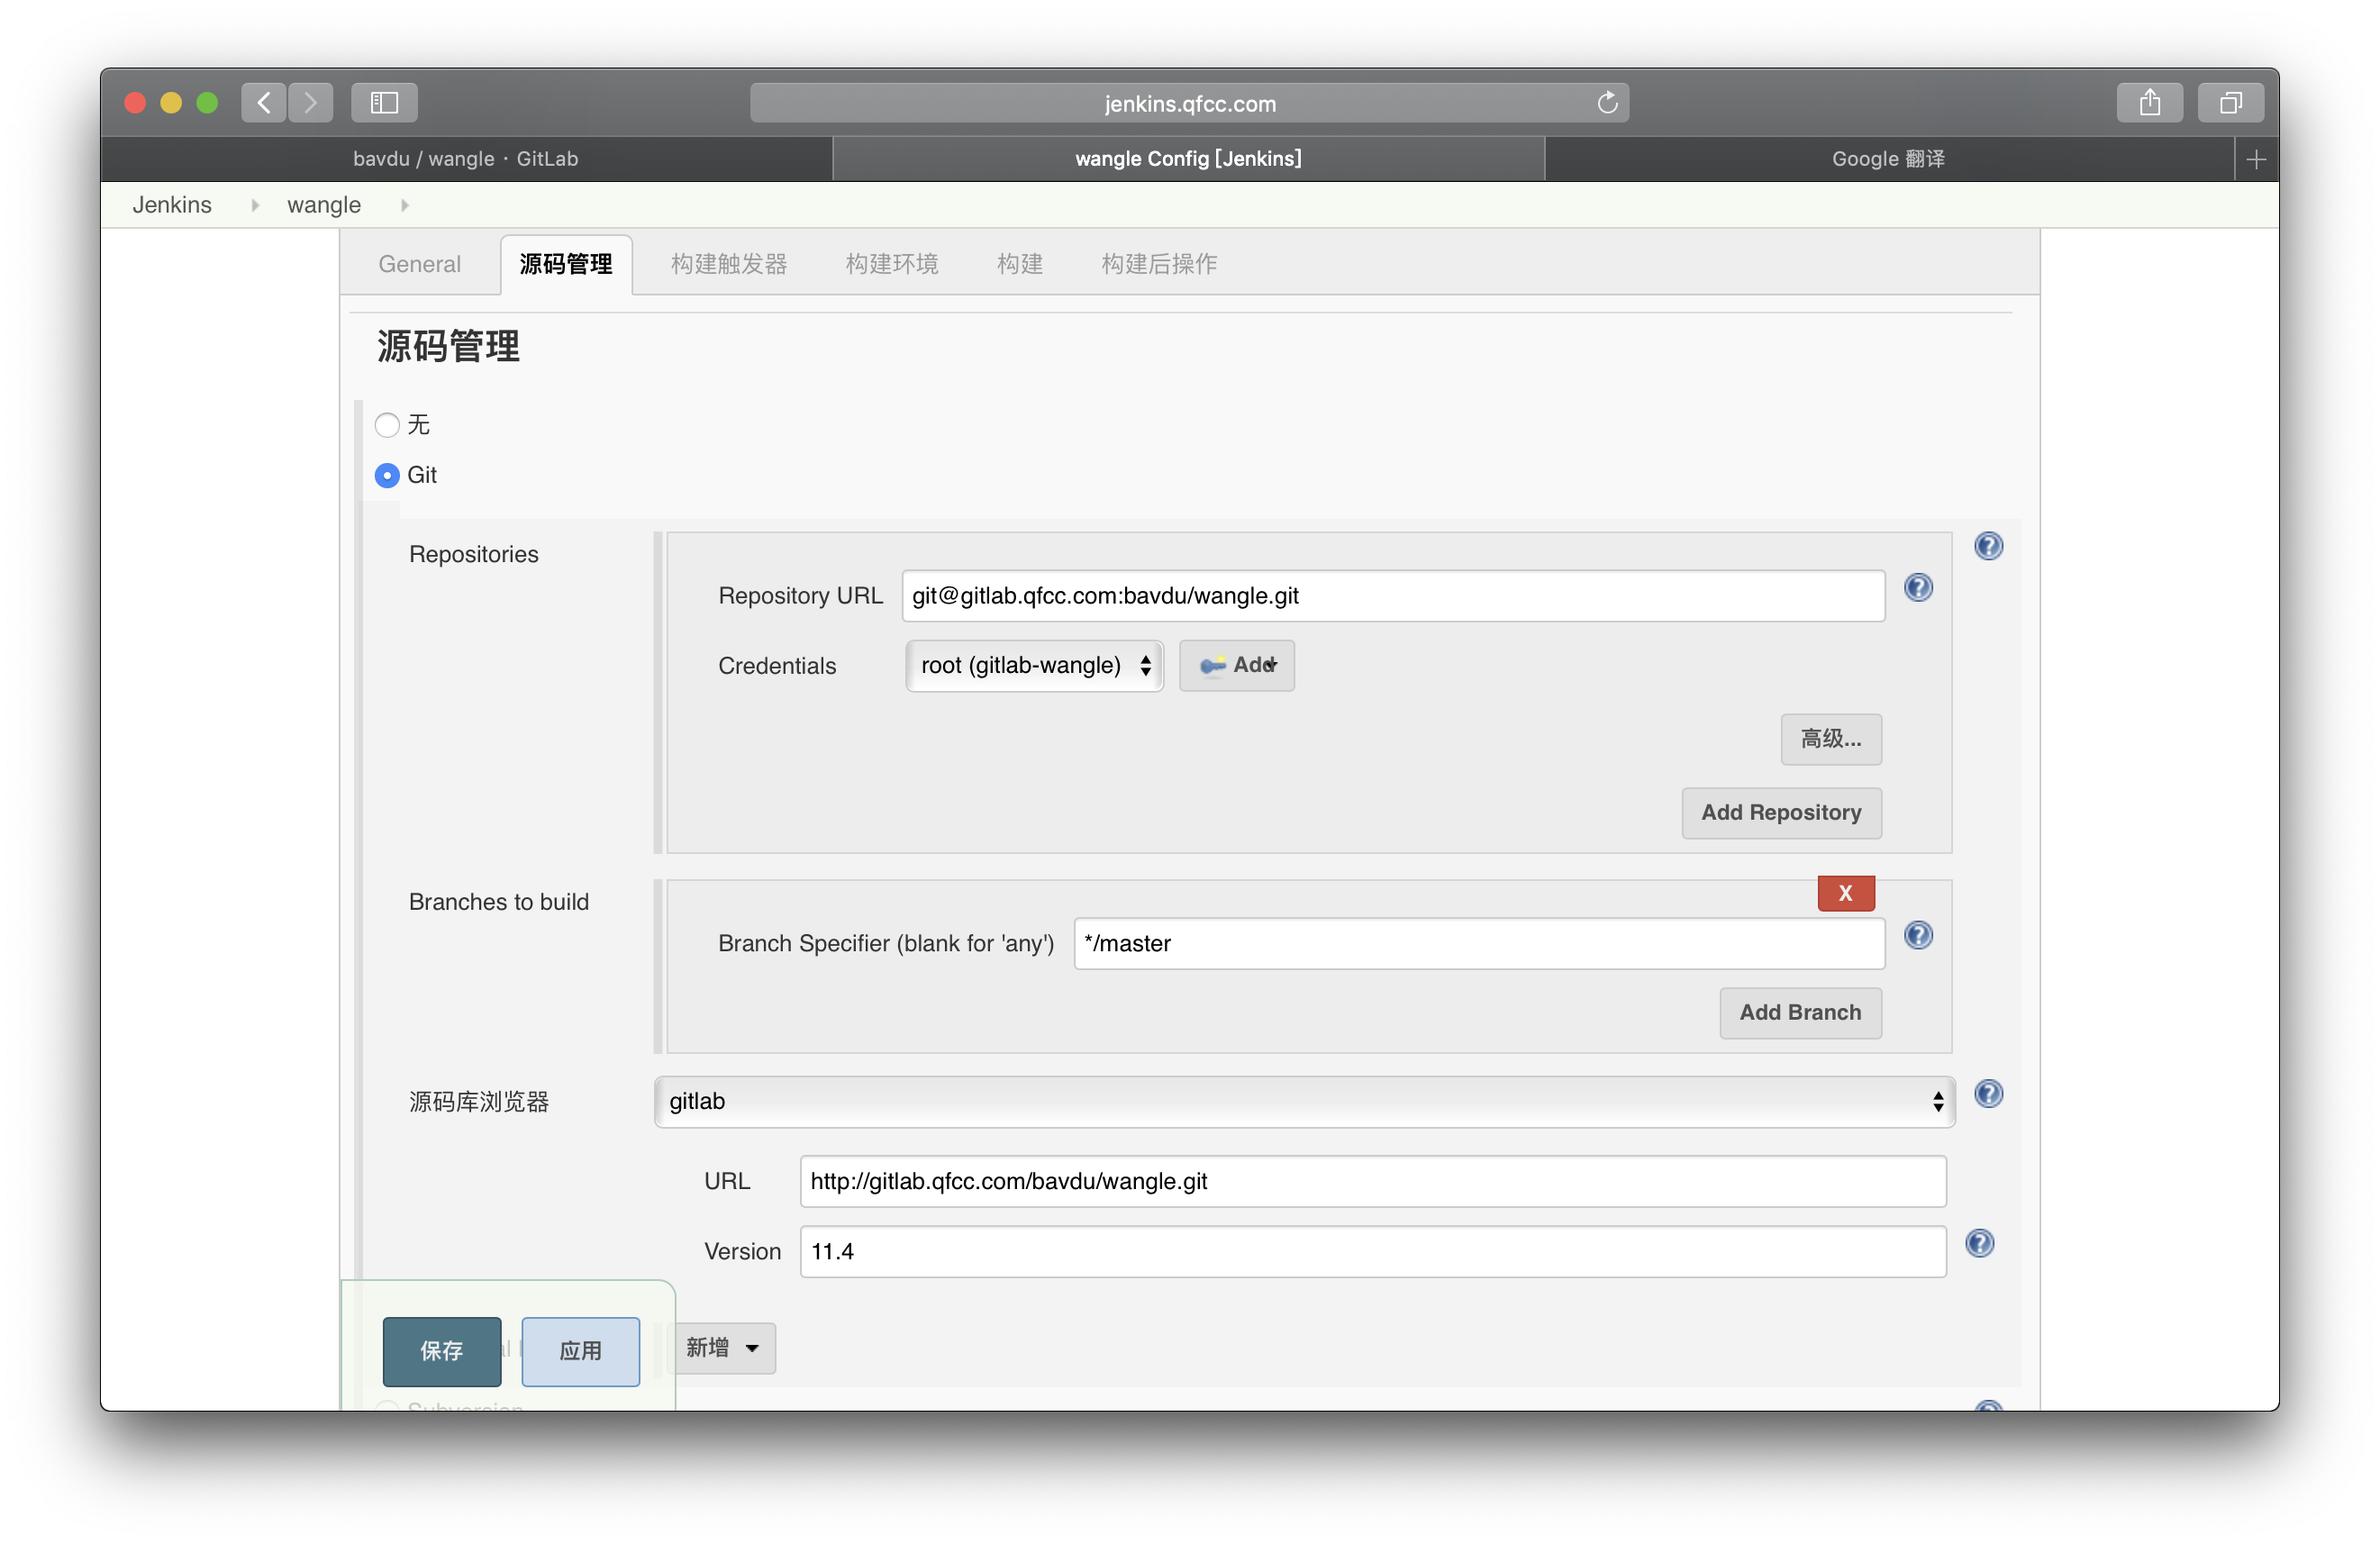 jenkins.qfcc.com
bavdu / wangle · GitLab
wangle Config [Jenkins]
Google 翻译
Jenkins
wangle
General
源码管理
构建触发器
构建环境
构建
构建后操作
源码管理
无
Git
Repositories
Repository URL
git@gitlab.qfcc.com:bavdu/wangle.git
Credentials
root (gitlab-wangle)
Add
高级...
Add Repository
Branches to build
X
Branch Specifier (blank for 'any')
*/master
Add Branch
源码库浏览器
gitlab
URL
http://gitlab.qfcc.com/bavdu/wangle.git
Version
11.4
保存
应用
新增
Subversion